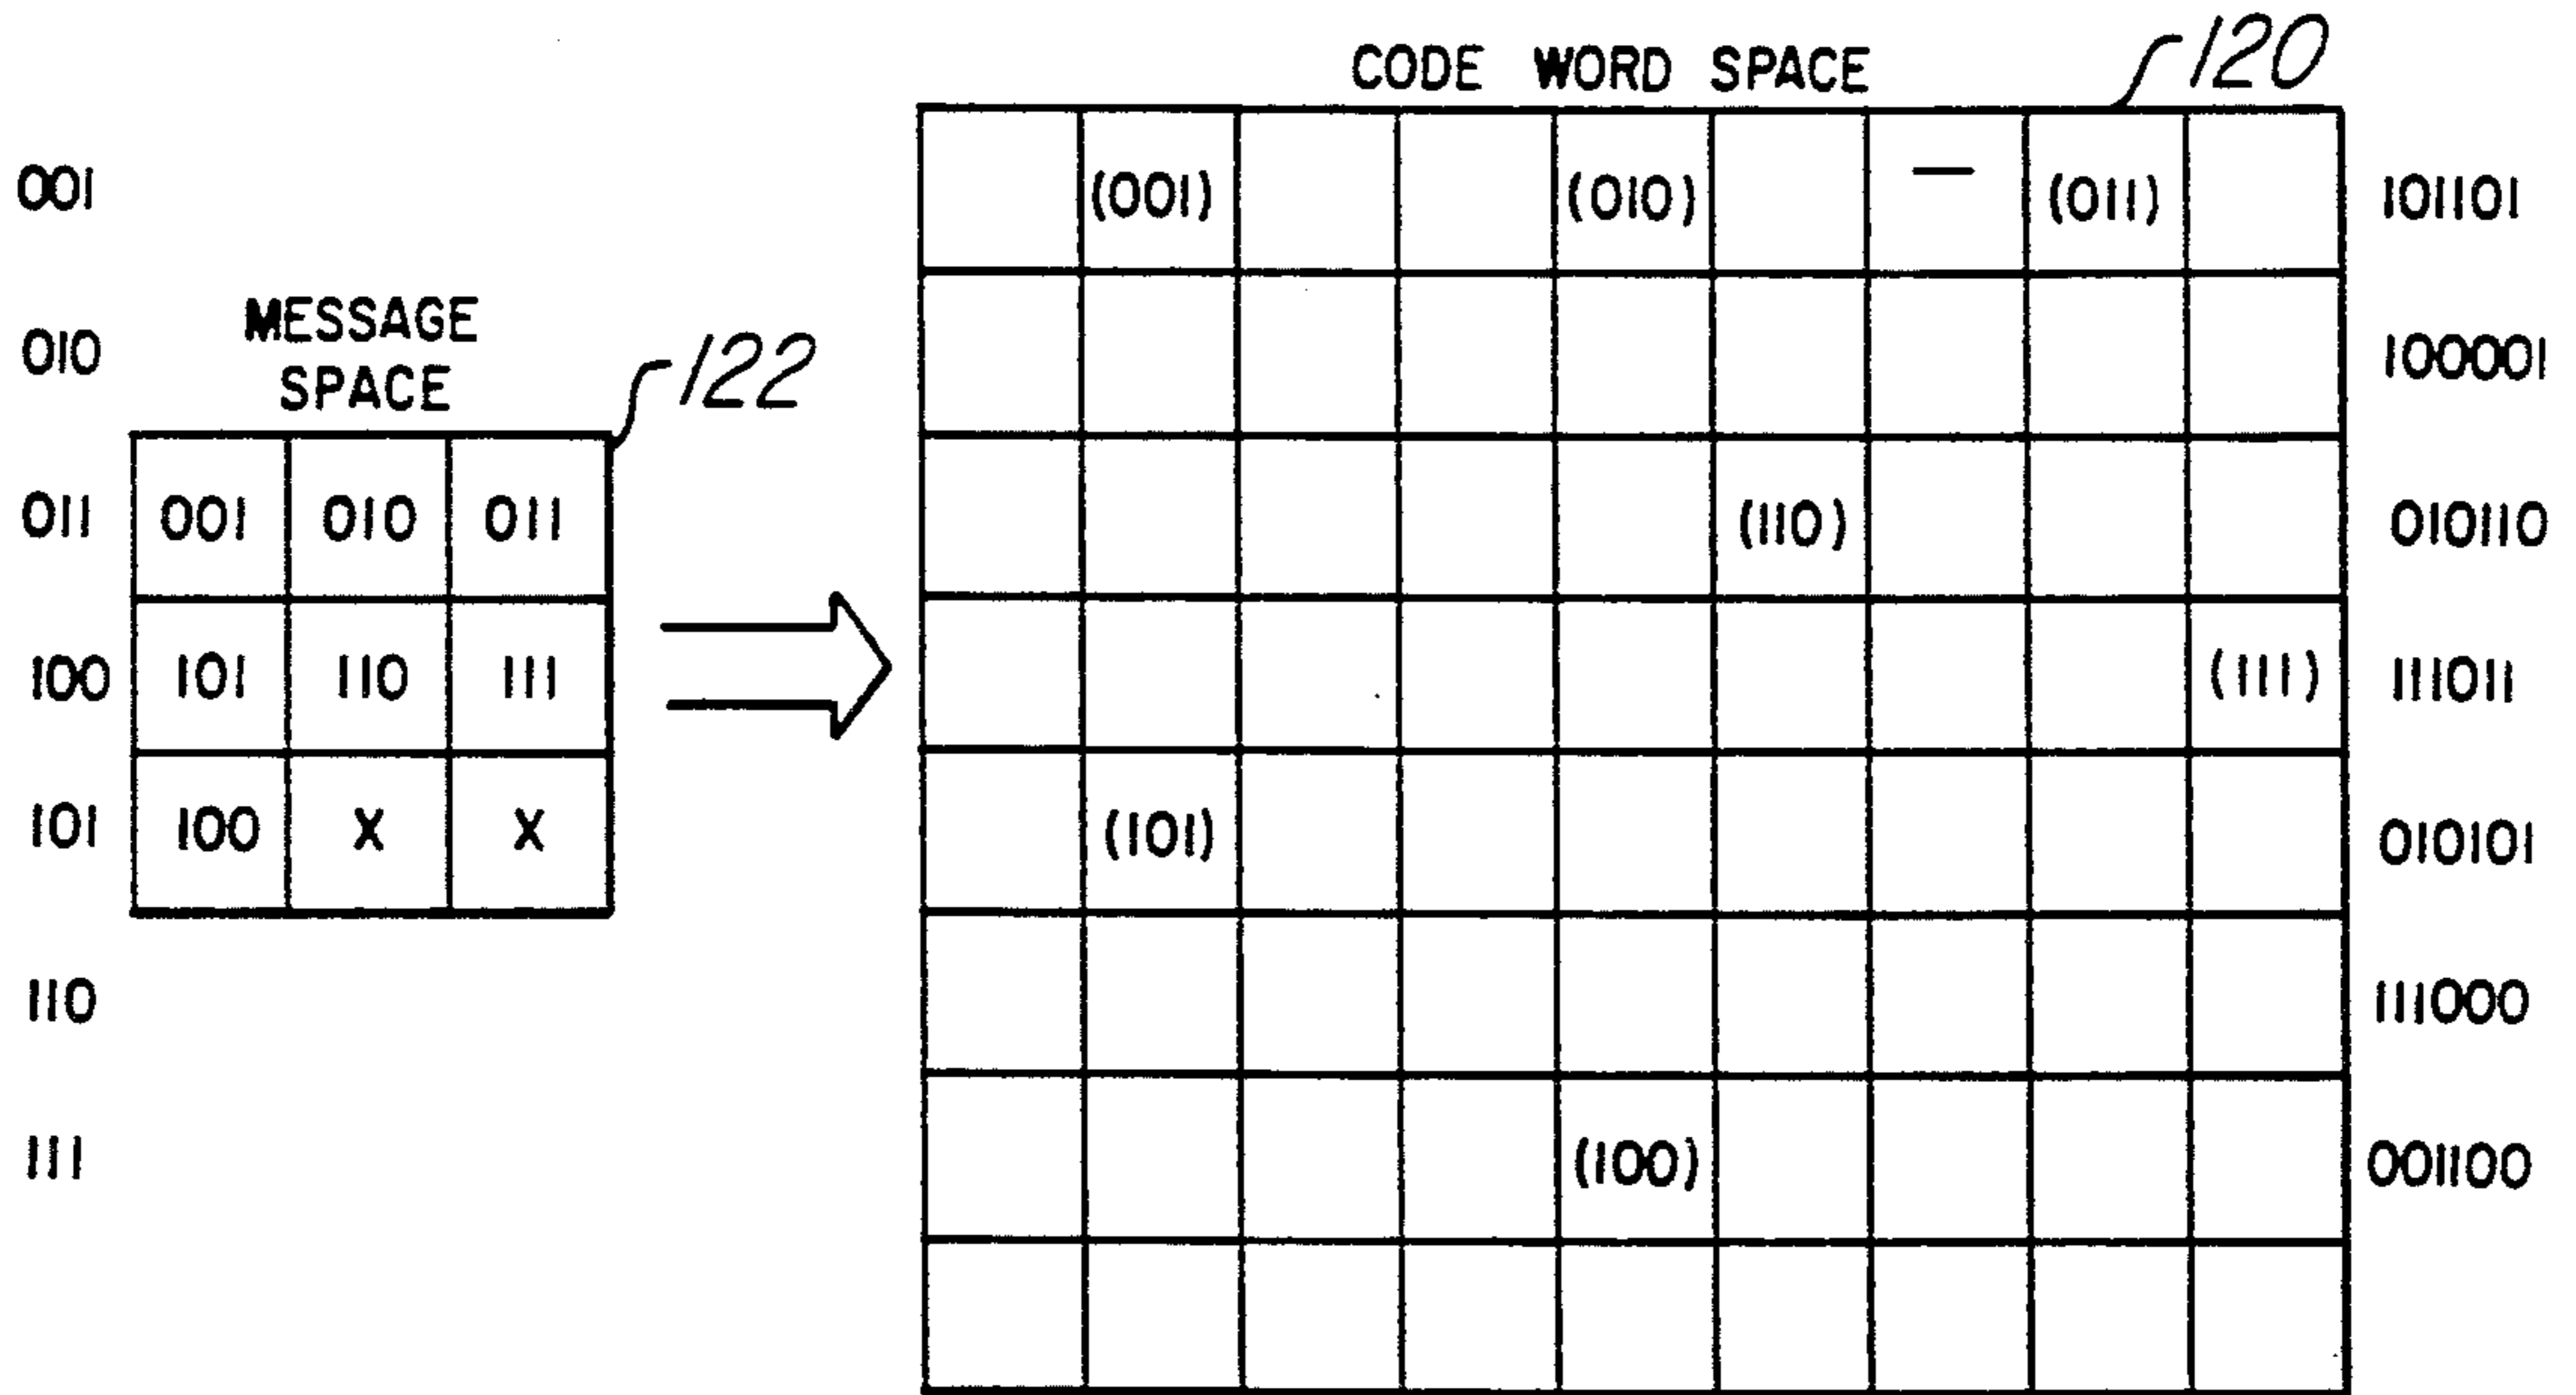 CODE WORD SPACE
120
001
(001) (010) — (011)
101101
010
MESSAGE
SPACE
122
100001
011
001 010 011
(110)
010110
100
101 110 111
(111)
111011
101
100 X X
(101)
010101
110
111000
111
(100)
001100